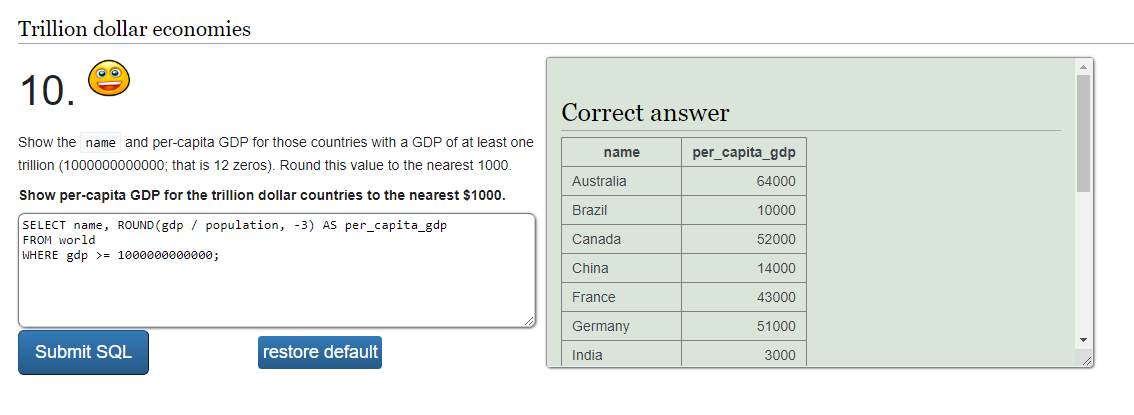 Trillion dollar economies
10.
Show the name and per-capita GDP for those countries with a GDP of at least one
trillion (1000000000000; that is 12 zeros). Round this value to the nearest 1000.
Show per-capita GDP for the trillion dollar countries to the nearest $1000.
SELECT name, ROUND(gdp / population, -3) AS per_capita_gdp
FROM world
WHERE gdp >= 1000000000000;
Submit SQL
restore default
Correct answer
name per_capita_gdp
Australia 64000
Brazil 10000
Canada 52000
China 14000
France 43000
Germany 51000
India 3000